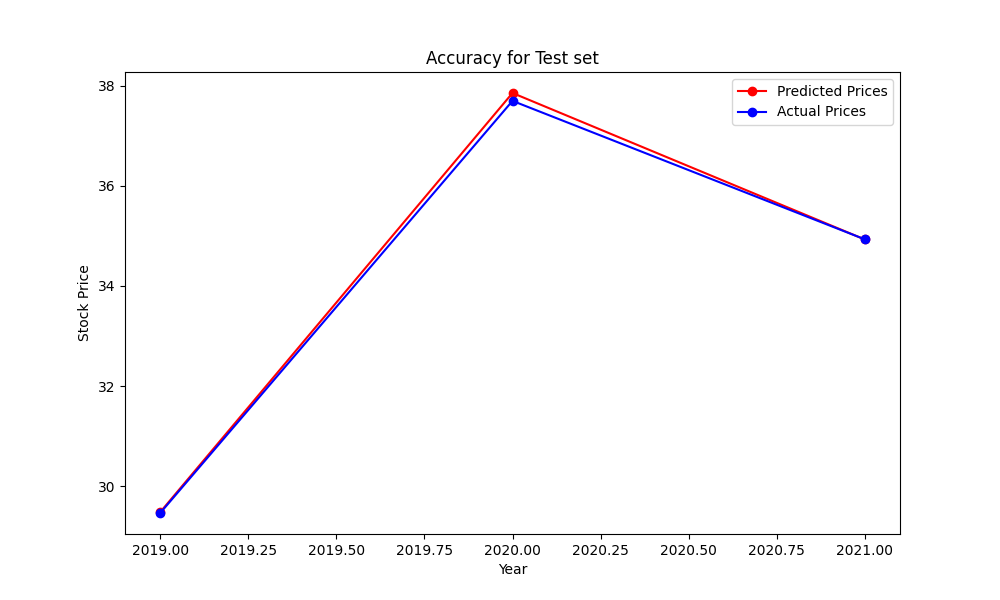 Accuracy for Test set
Predicted Prices
Actual Prices
38
36
34
32
30
Stock Price
2019.00 2019.25 2019.50 2019.75 2020.00 2020.25 2020.50 2020.75 2021.00
Year